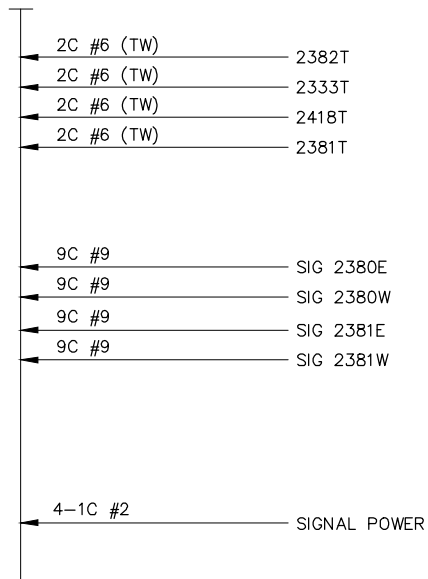 2C #6 (TW) 2382T
2C #6 (TW) 2333T
2C #6 (TW) 2418T
2C #6 (TW) 2381T
9C #9 SIG 2380E
9C #9 SIG 2380W
9C #9 SIG 2381E
9C #9 SIG 2381W
4-1C #2 SIGNAL POWER